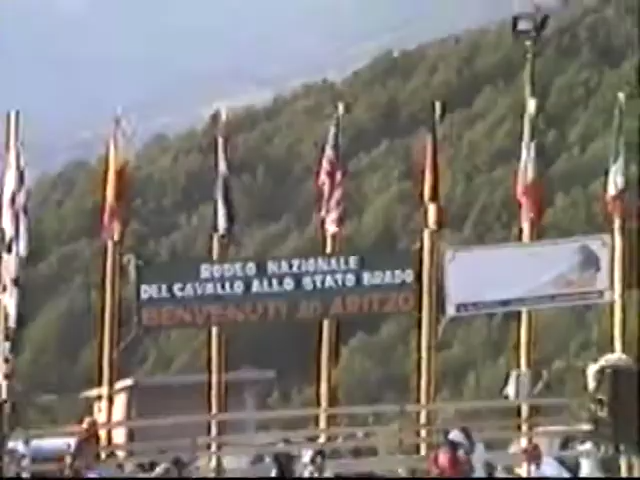 RODEO NAZIONALE
DEL CAVALLO ALLO STATO BRADO
BENVENUTI AD ARITZO